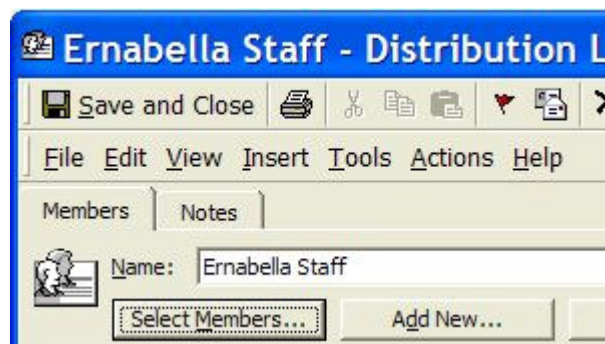 Ernabella Staff - Distribution L
Save and Close
File Edit View Insert Tools Actions Help
Members Notes
Name: Ernabella Staff
Select Members... Add New...